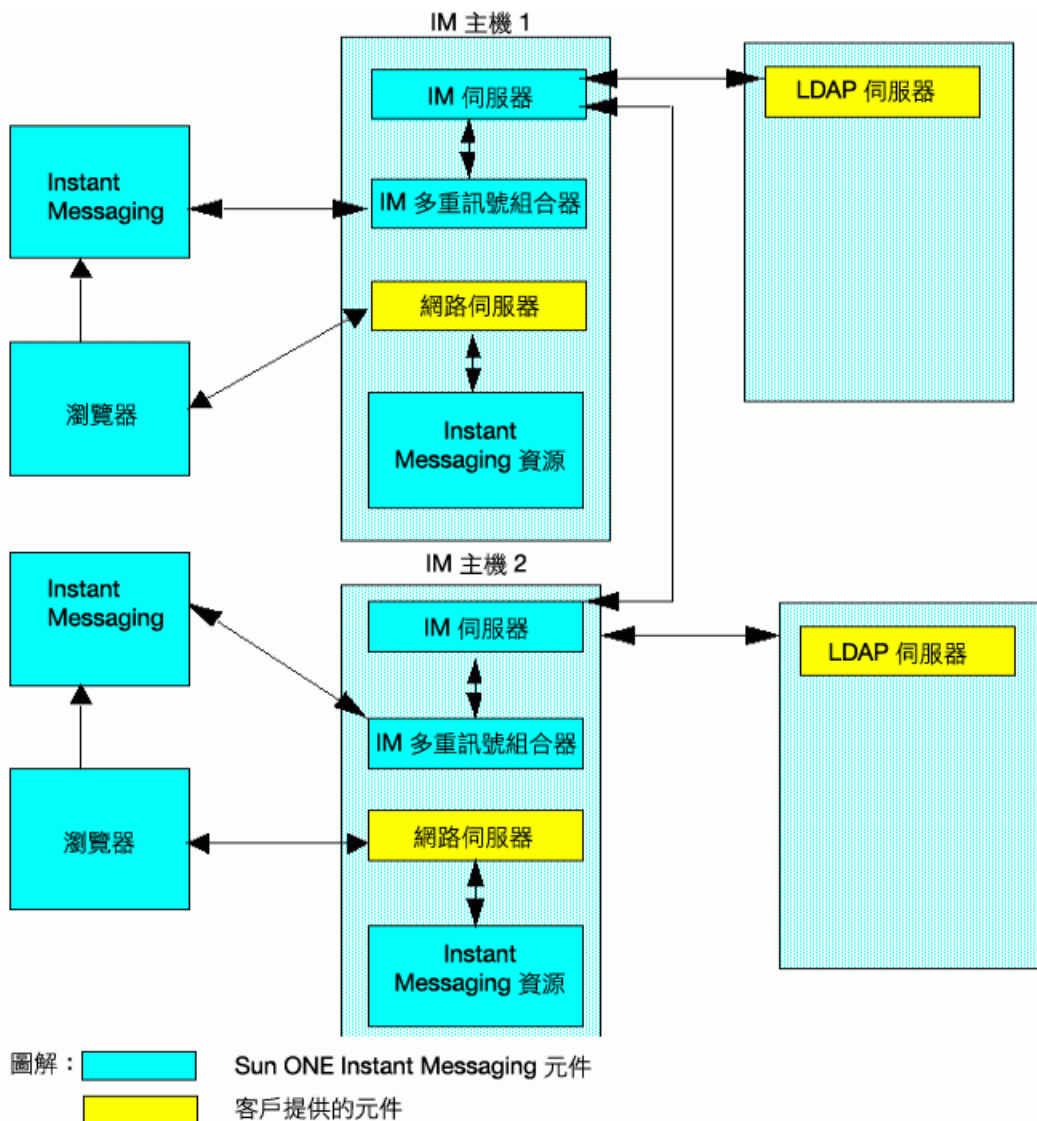 IM 主機 1
IM 伺服器
LDAP 伺服器
Instant
Messaging
IM 多重訊號組合器
網路伺服器
瀏覽器
Instant
Messaging 資源
IM 主機 2
Instant
Messaging
IM 伺服器
LDAP 伺服器
IM 多重訊號組合器
瀏覽器
網路伺服器
Instant
Messaging 資源
圖解：
Sun ONE Instant Messaging 元件
客戶提供的元件